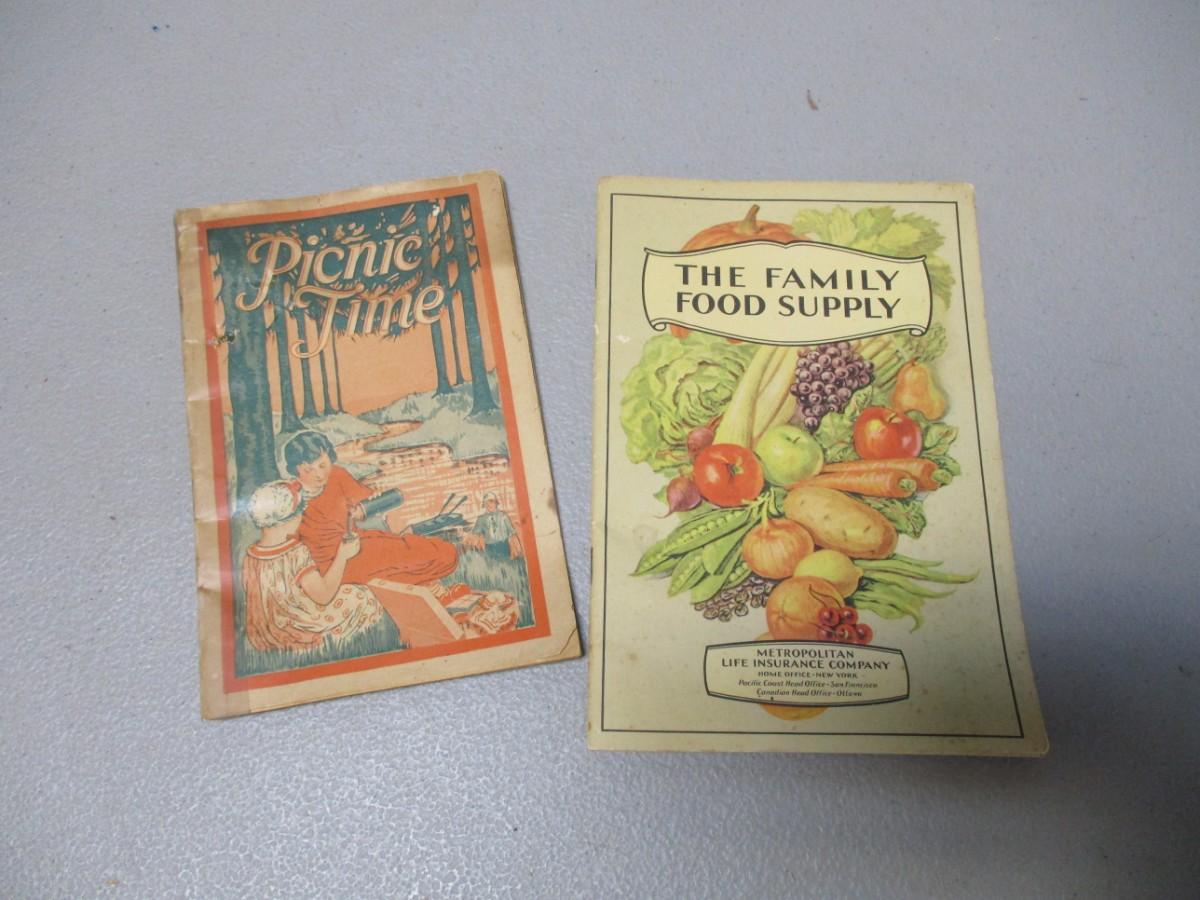 Picnic
Time
THE FAMILY
FOOD SUPPLY
METROPOLITAN
LIFE INSURANCE COMPANY
HOME OFFICE-NEW YORK
Pacific Coast Head Office-San Francisco
Canadian Head Office-Ottawa